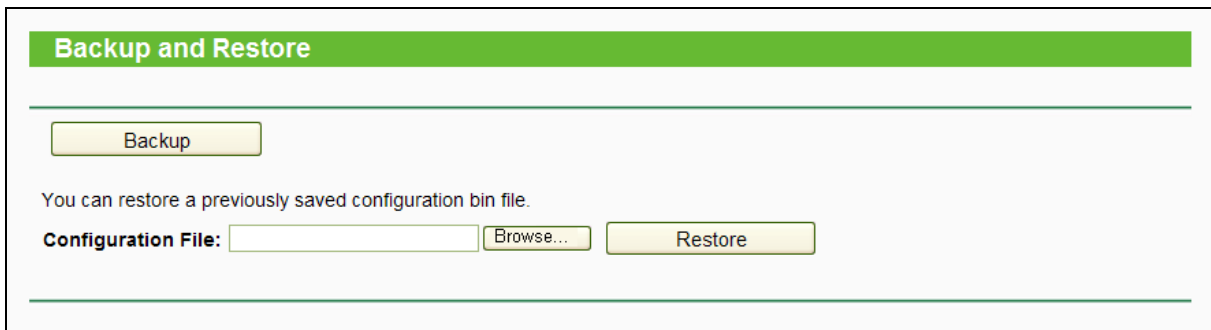 Backup and Restore
Backup
You can restore a previously saved configuration bin file.
Configuration File: Browse... Restore